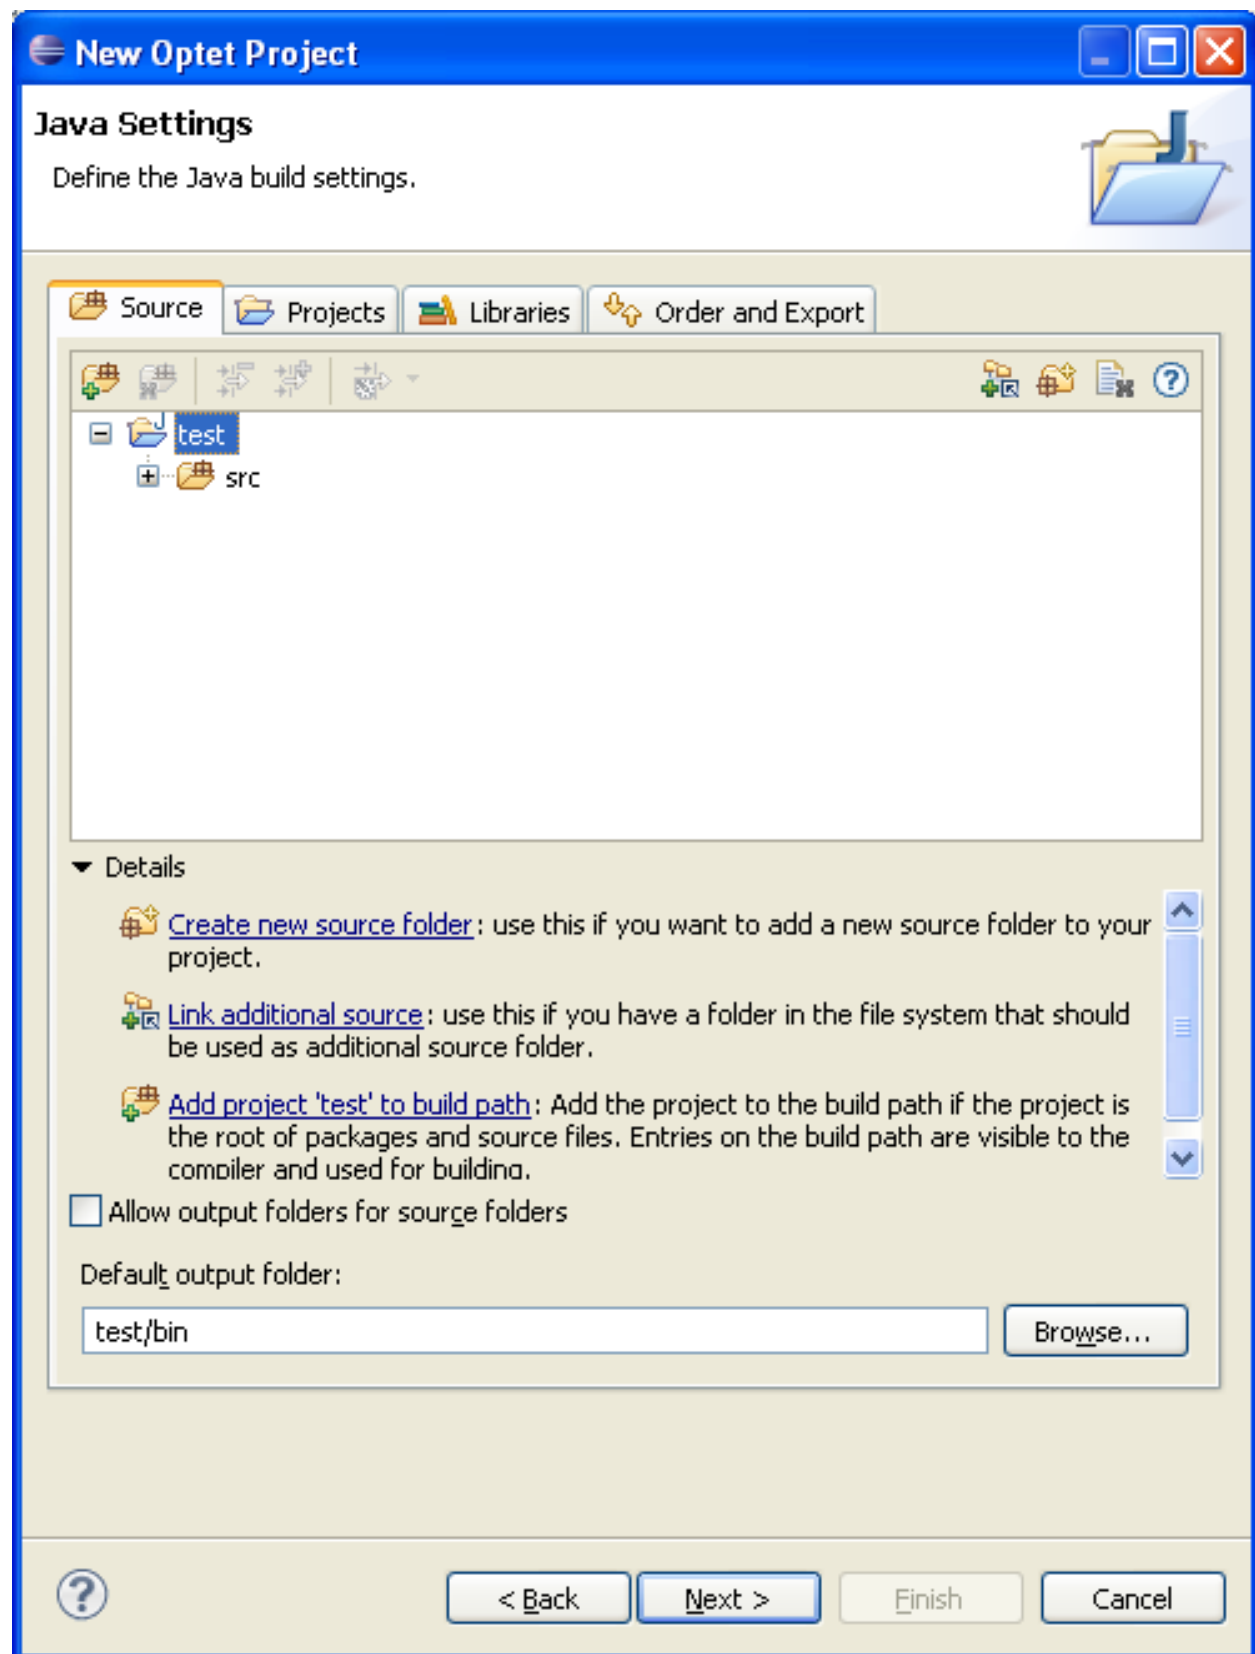 New Optet Project
Java Settings
Define the Java build settings.
Source Projects Libraries Order and Export
test
src
Details
Create new source folder: use this if you want to add a new source folder to your
project.
Link additional source: use this if you have a folder in the file system that should
be used as additional source folder.
Add project 'test' to build path: Add the project to the build path if the project is
the root of packages and source files. Entries on the build path are visible to the
compiler and used for building.
Allow output folders for source folders
Default output folder:
test/bin Browse...
< Back Next > Finish Cancel